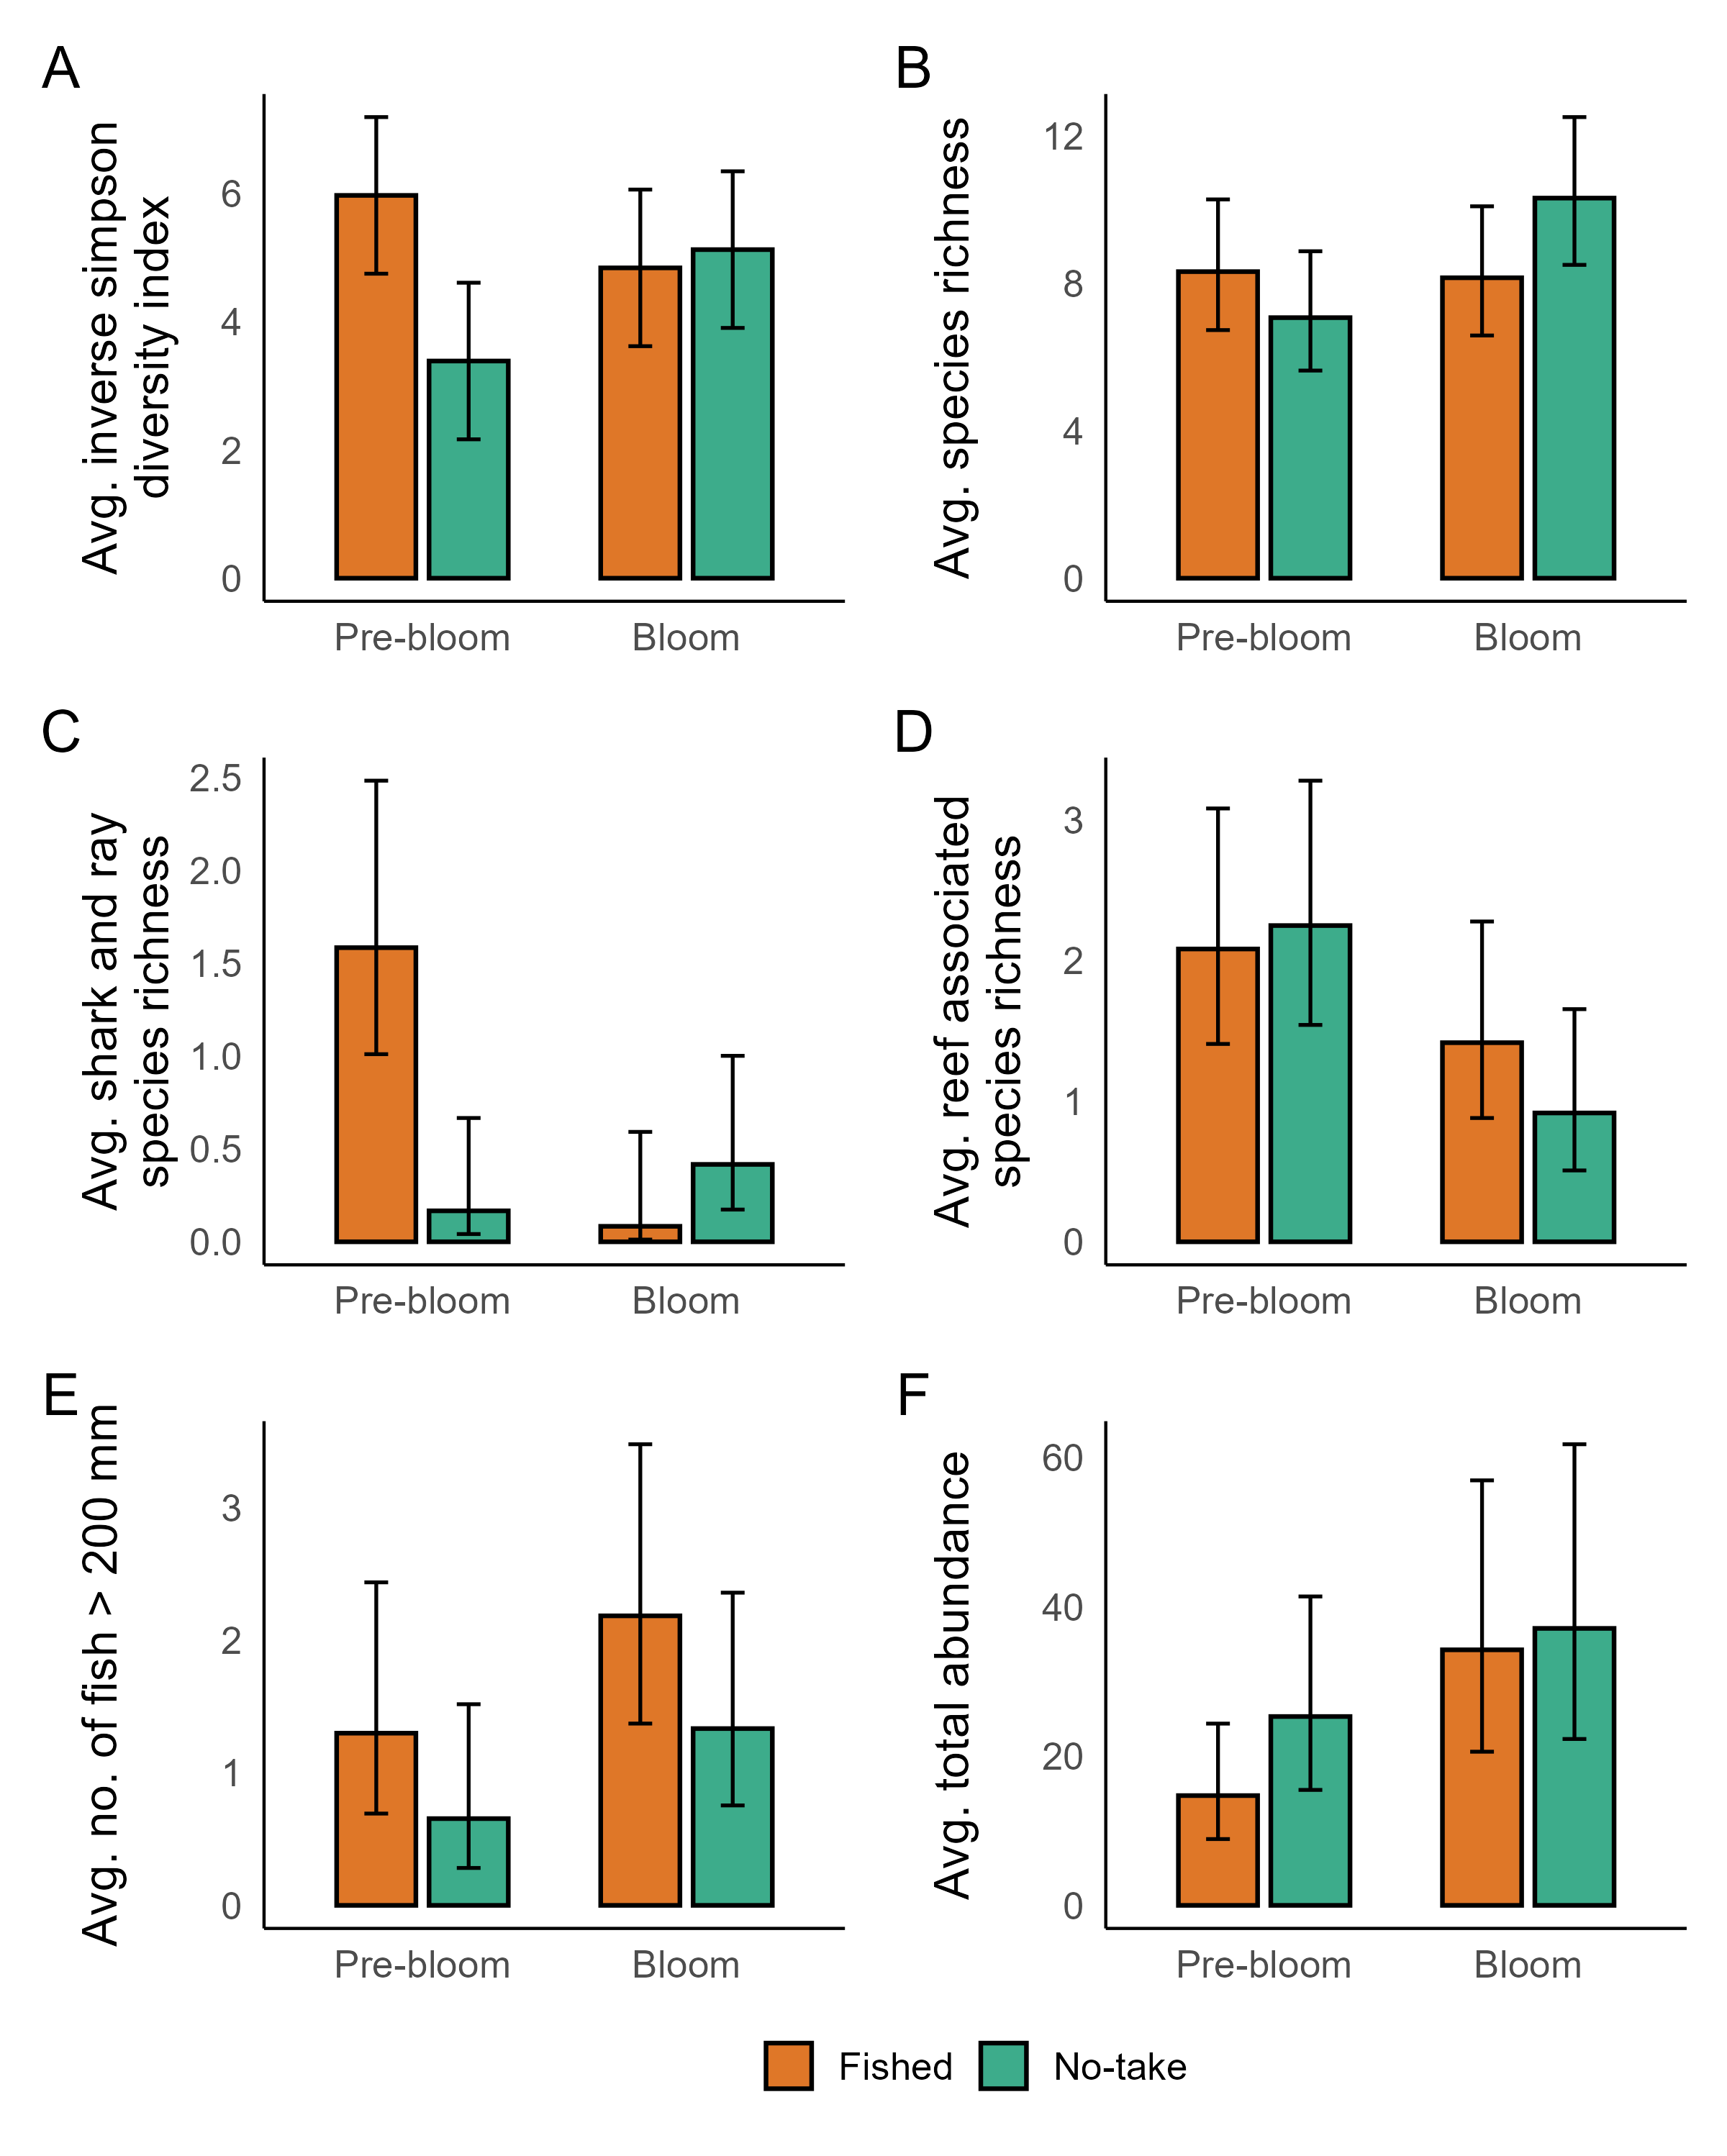 A
Avg. inverse simpson
diversity index
6
4
2
0
Pre-bloom Bloom
B
Avg. species richness
12
8
4
0
Pre-bloom Bloom
C
Avg. shark and ray
species richness
2.5
2.0
1.5
1.0
0.5
0.0
Pre-bloom Bloom
D
Avg. reef associated
species richness
3
2
1
0
Pre-bloom Bloom
E
Avg. no. of fish > 200 mm
3
2
1
0
Pre-bloom Bloom
F
Avg. total abundance
60
40
20
0
Pre-bloom Bloom
Fished No-take